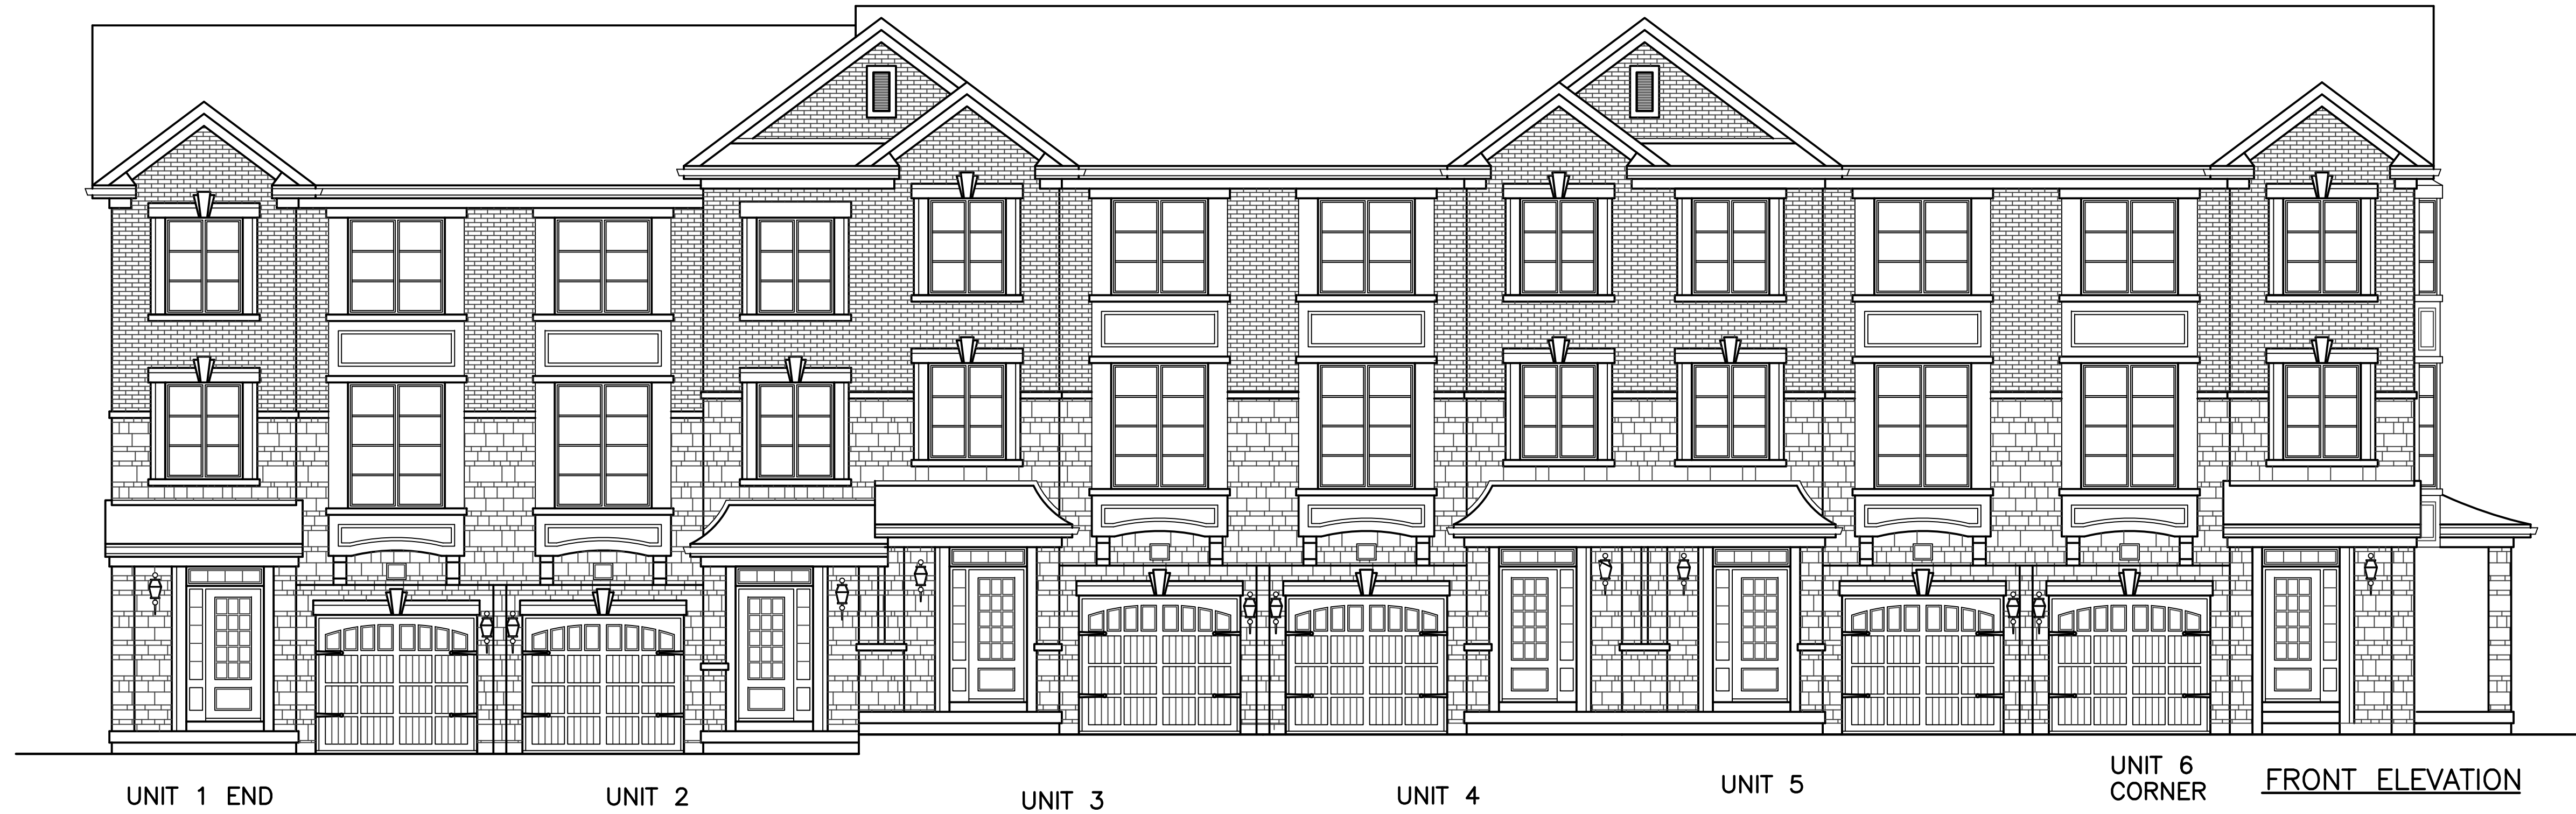 UNIT 1 END
UNIT 2
UNIT 3
UNIT 4
UNIT 5
UNIT 6
CORNER
FRONT ELEVATION